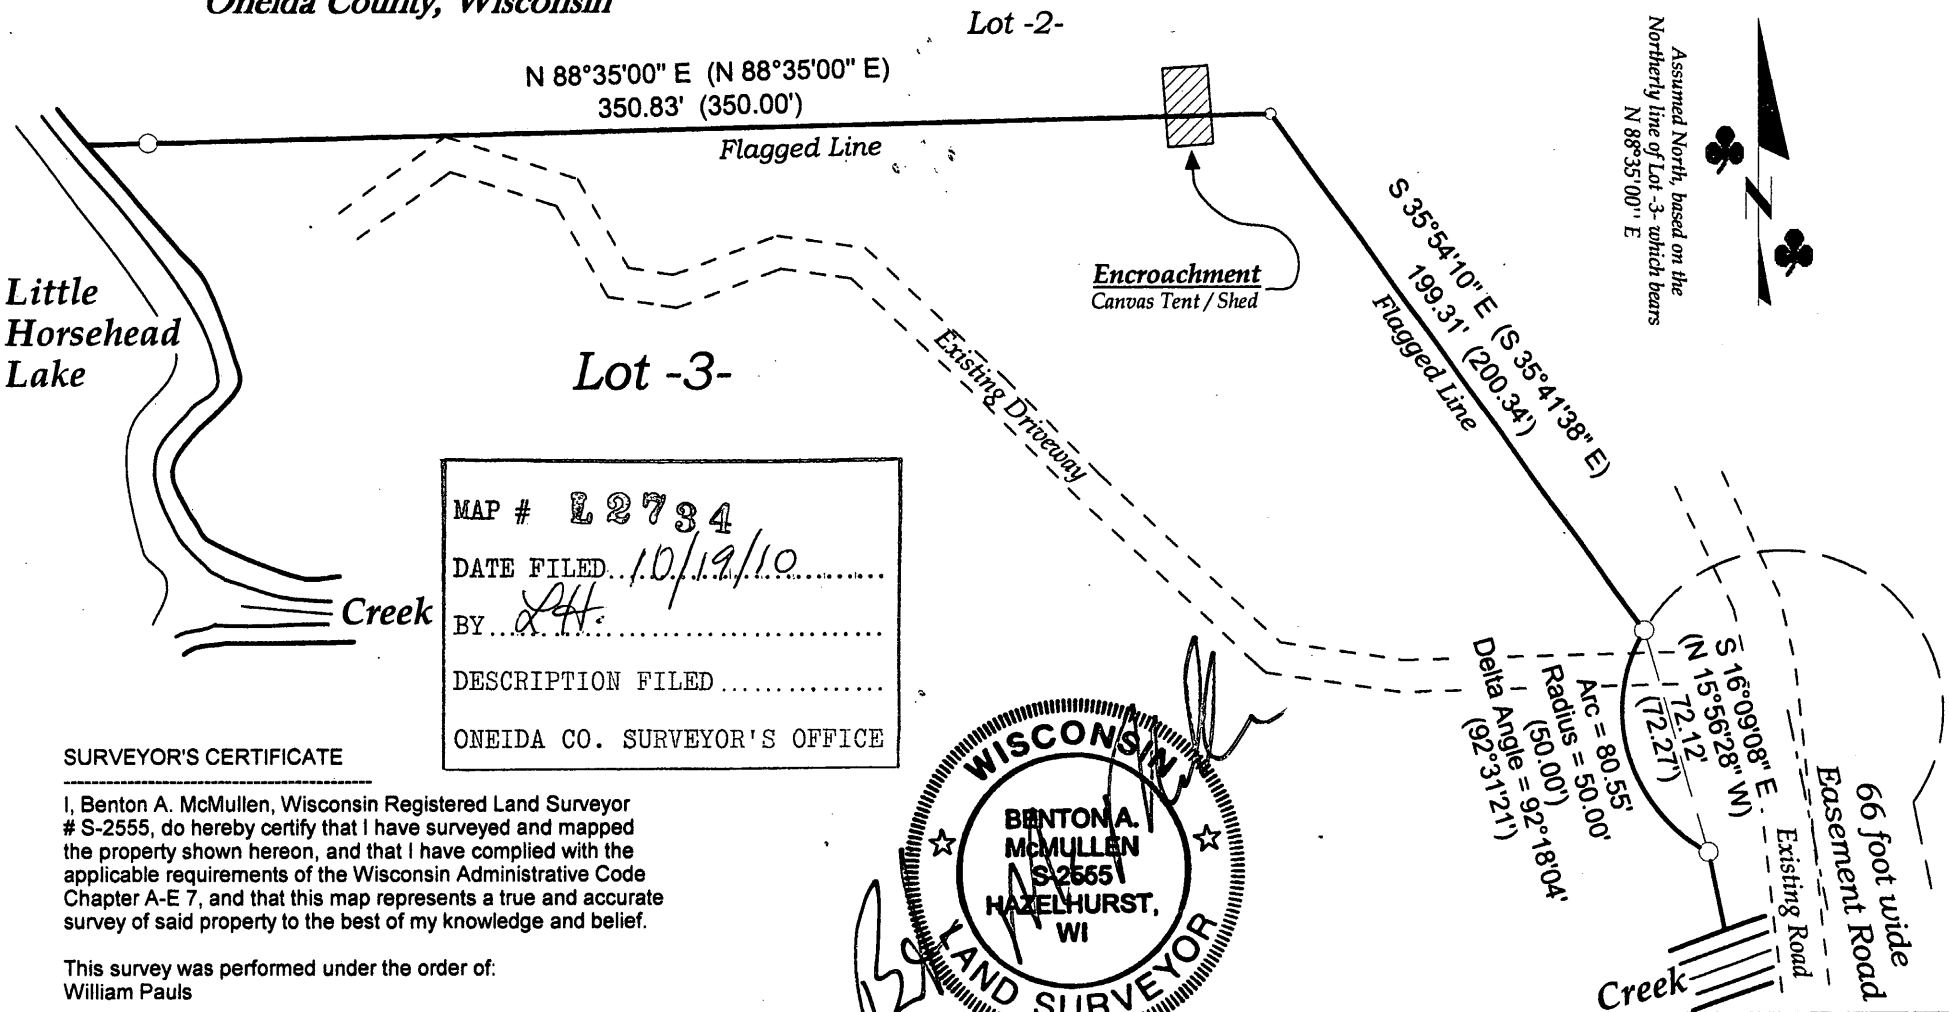 Oneida County, Wisconsin
Lot -2-
N 88°35'00" E (N 88°35'00" E)
350.83' (350.00')
Flagged Line
Assumed North, based on the
Northerly line of Lot -3- which bears
N 88°35'00" E
N
S 35°54'10" E (S 35°41'38" E)
199.31' (200.34')
Flagged Line
Encroachment
Canvas Tent / Shed
Little
Horsehead
Lake
Lot -3-
Existing Driveway
MAP # L2734
DATE FILED 10/19/10
BY LH
DESCRIPTION FILED
ONEIDA CO. SURVEYOR'S OFFICE
Creek
S 16°09'08" E
(N 15°56'28" W)
72.12'
(72.27')
Arc = 80.55'
Radius = 50.00'
(50.00')
Delta Angle = 92°18'04'
(92°31'21')
66 foot wide
Easement Road
Existing Road
Creek
SURVEYOR'S CERTIFICATE
I, Benton A. McMullen, Wisconsin Registered Land Surveyor
# S-2555, do hereby certify that I have surveyed and mapped
the property shown hereon, and that I have complied with the
applicable requirements of the Wisconsin Administrative Code
Chapter A-E 7, and that this map represents a true and accurate
survey of said property to the best of my knowledge and belief.
This survey was performed under the order of:
William Pauls
WISCONSIN
BENTON A.
McMULLEN
S-2555
HAZELHURST,
WI
LAND SURVEYOR